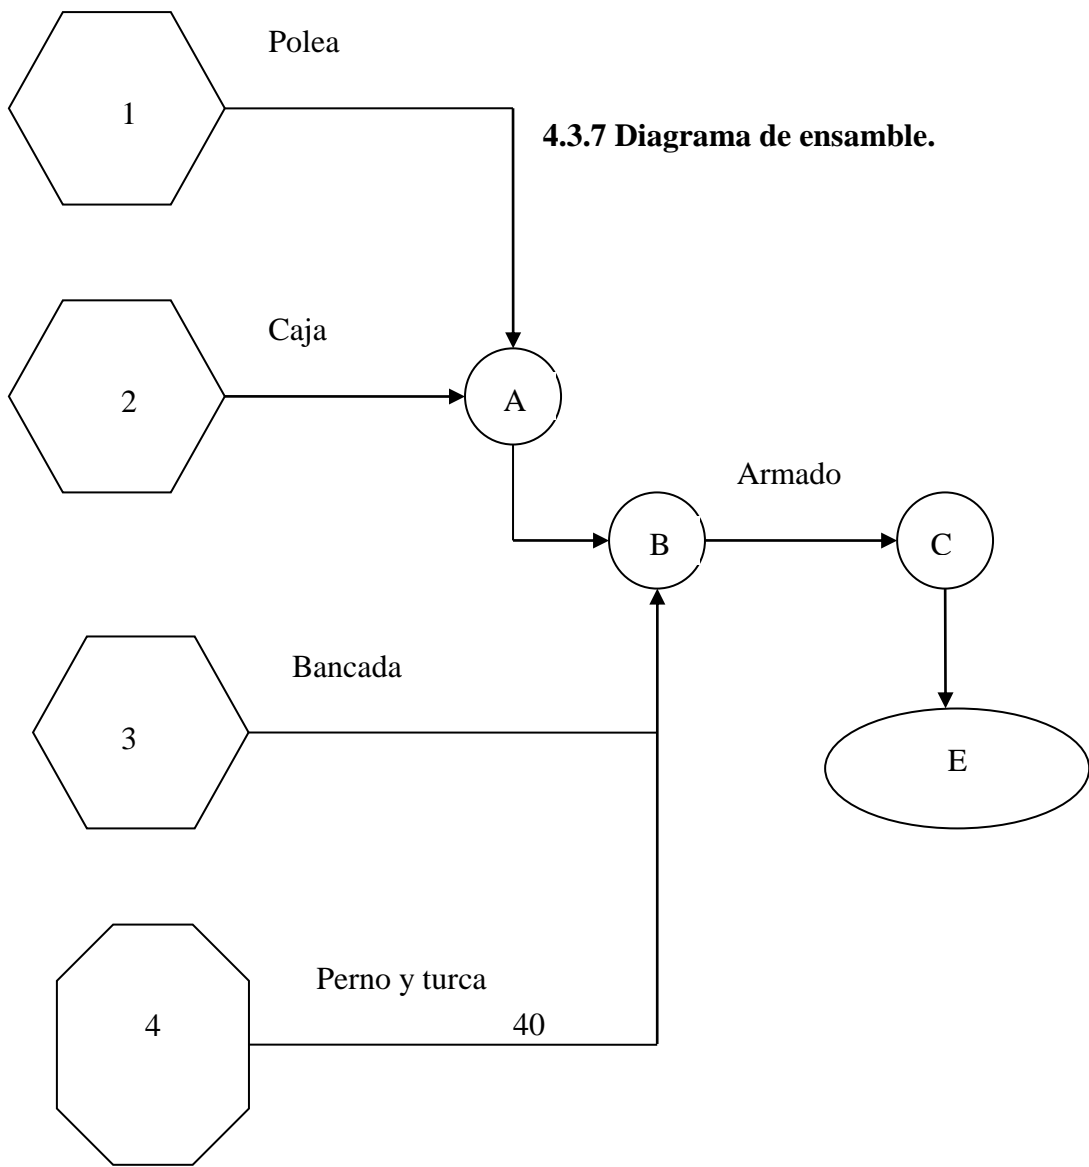 Polea
1
4.3.7 Diagrama de ensamble.
Caja
2
A
Armado
B
C
Bancada
3
E
Perno y turca
4
40